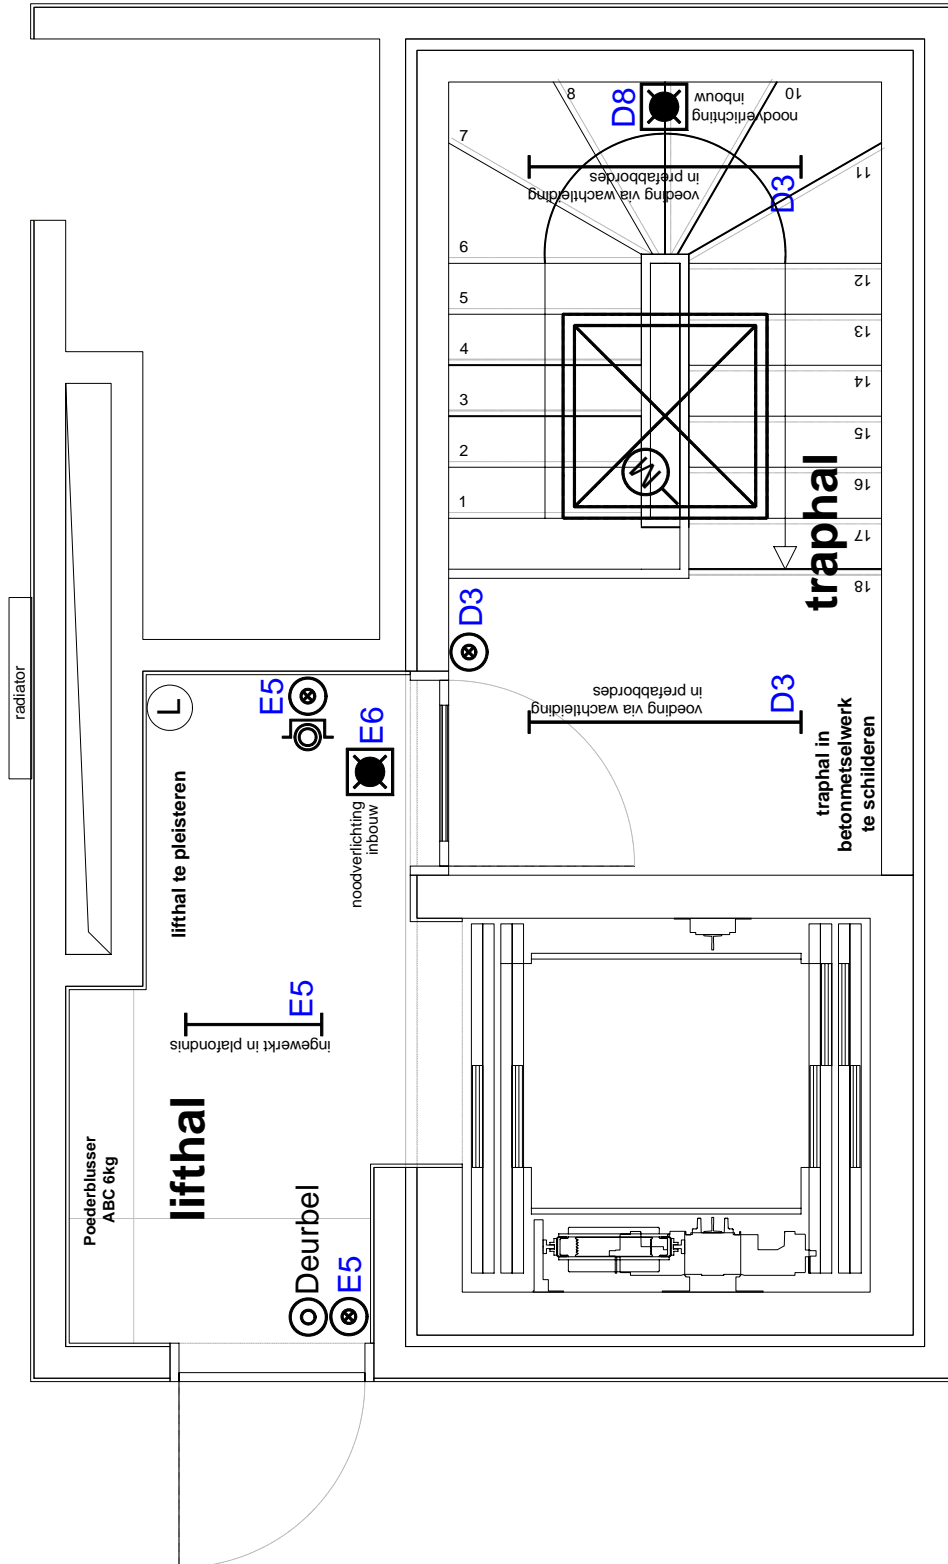 radiator
L
lifthal te pleisteren
E5
E6
noodverlichting
inbouw
E5
ingewerkt in plafondnis
lifthal
Poederblusser
ABC 6kg
Deurbel
E5
D8
noodverlichting
inbouw
voeding via wachtleiding
in prefabbordes
D3
1
2
3
4
5
6
7
8
10
11
12
13
14
15
16
17
18
M
traphal
D3
voeding via wachtleiding
in prefabbordes
D3
traphal in
betonmetselwerk
te schilderen